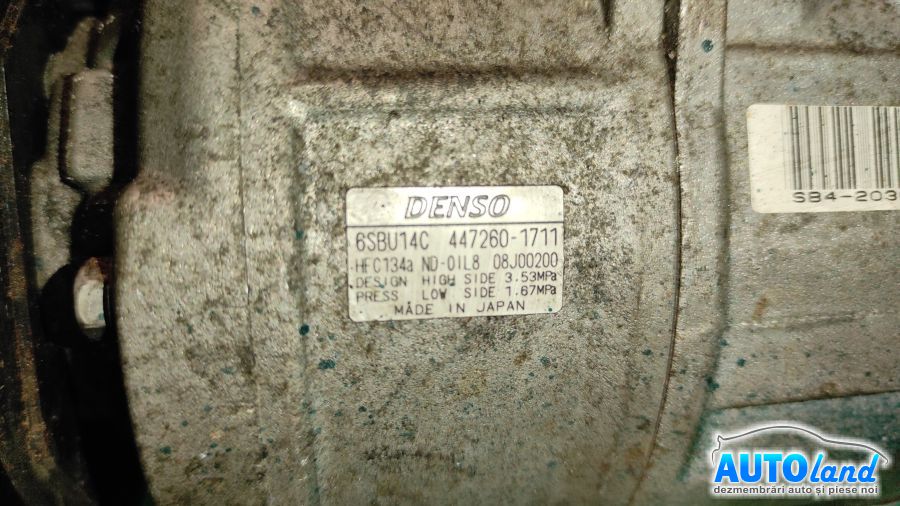 DENSO
6SBU14C 447260-1711
HFC134a ND-OIL8 08J00200
DESIGN HIGH SIDE 3.53MPa
PRESS LOW SIDE 1.67MPa
MADE IN JAPAN
SB4-203
AUTOland
dezmembrări auto și piese noi